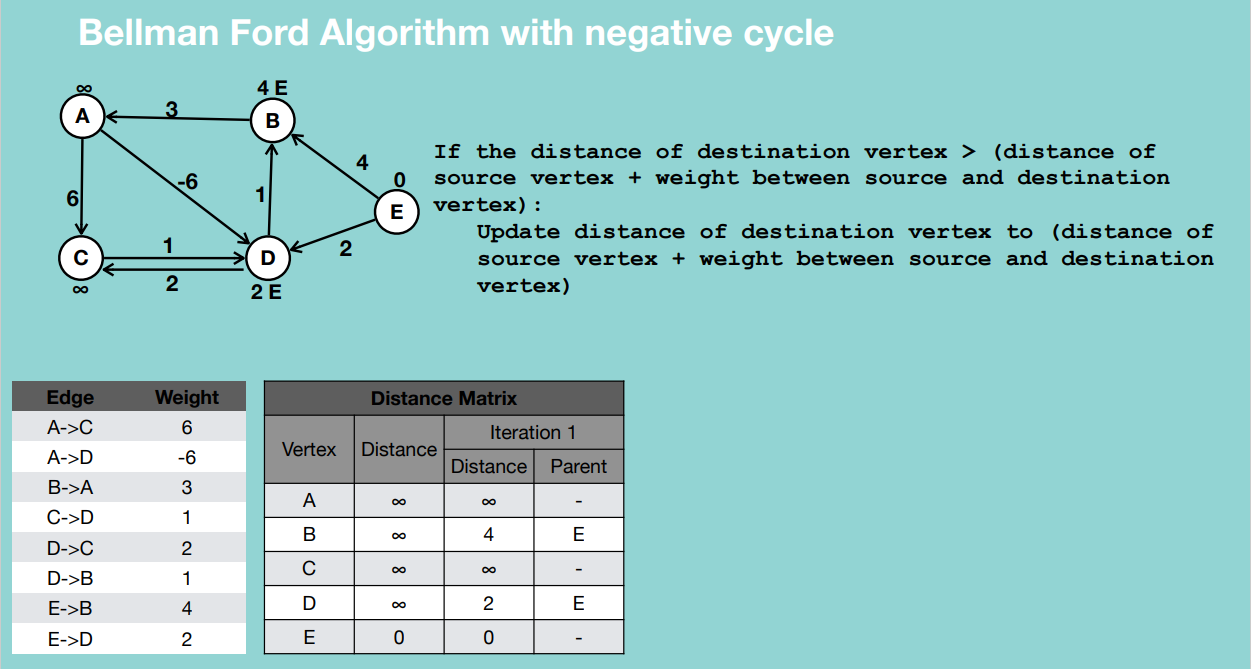 Bellman Ford Algorithm with negative cycle
∞
4 E
A
3
B
4
If the distance of destination vertex > (distance of
source vertex + weight between source and destination
vertex):
Update distance of destination vertex to (distance of
source vertex + weight between source and destination
vertex)
-6
0
6
1
E
C
1
D
2
2
∞
2 E
Edge Weight
A->C 6
A->D -6
B->A 3
C->D 1
D->C 2
D->B 1
E->B 4
E->D 2
Distance Matrix
Vertex Distance Iteration 1
Distance Parent
A ∞ ∞ -
B ∞ 4 E
C ∞ ∞ -
D ∞ 2 E
E 0 0 -